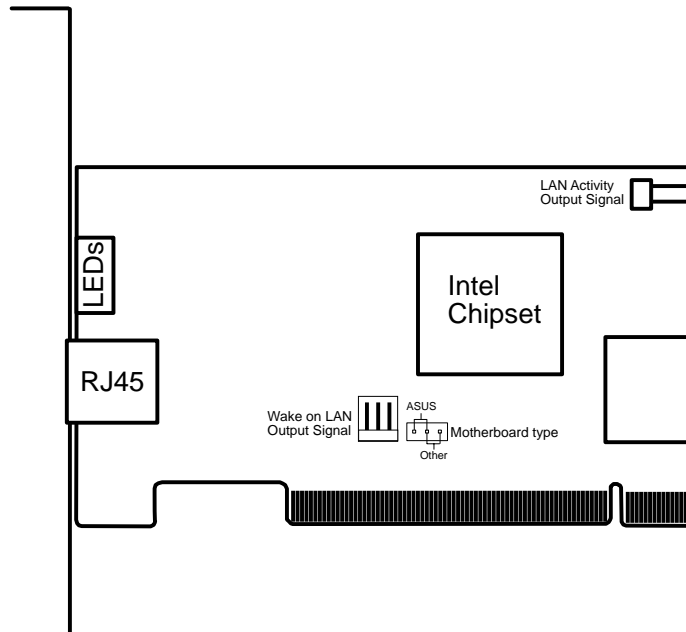 LAN Activity
Output Signal
LEDs
Intel
Chipset
RJ45
Wake on LAN
Output Signal
ASUS
Motherboard type
Other